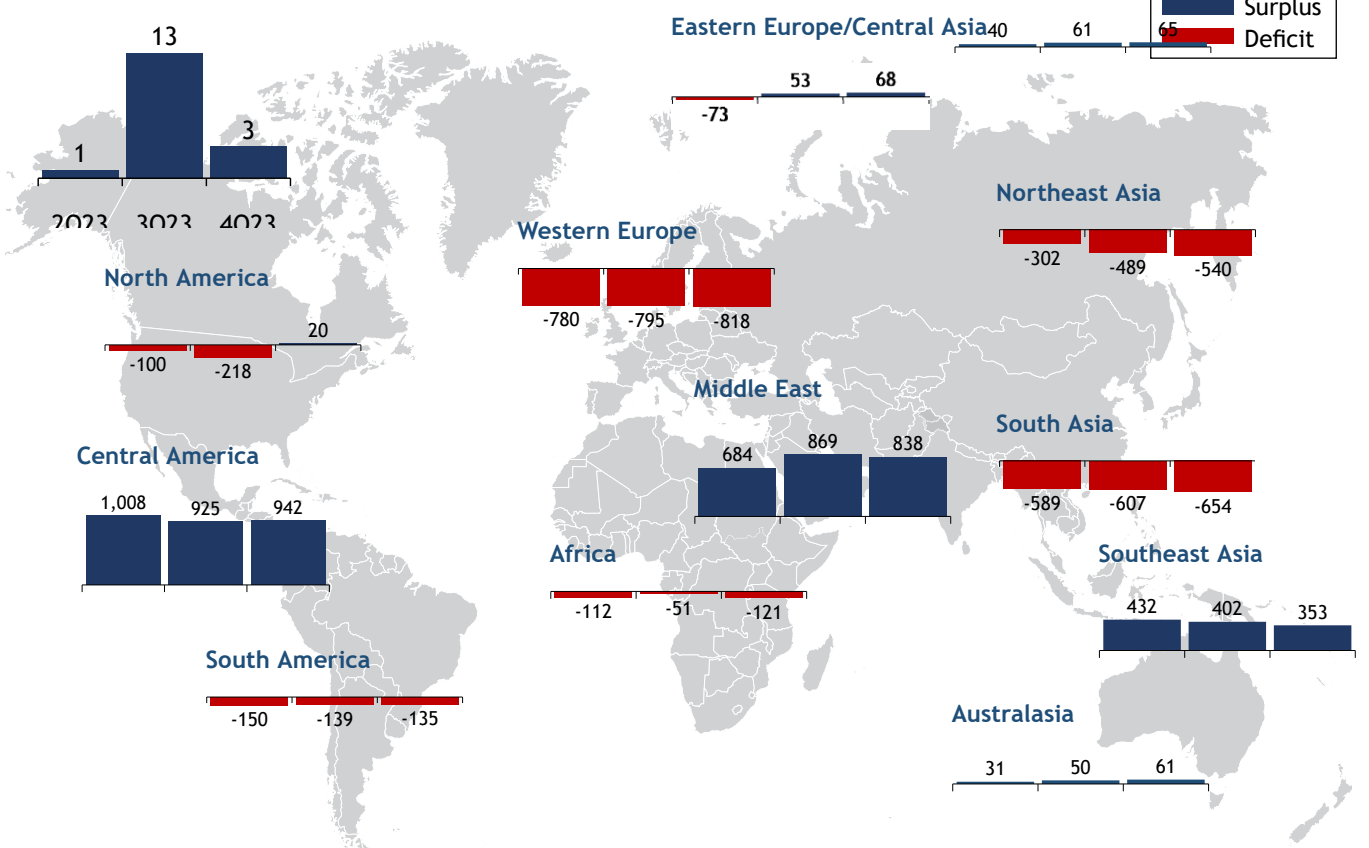 Surplus
Deficit
Eastern Europe/Central Asia
40 61 65
53 68
-73
13
1
3
2Q23 3Q23 4Q23
Northeast Asia
-302 -489 -540
Western Europe
-780 -795 -818
North America
20
-100 -218
Middle East
684 869 838
South Asia
-589 -607 -654
Central America
1,008 925 942
Africa
-112 -51 -121
Southeast Asia
432 402 353
South America
-150 -139 -135
Australasia
31 50 61